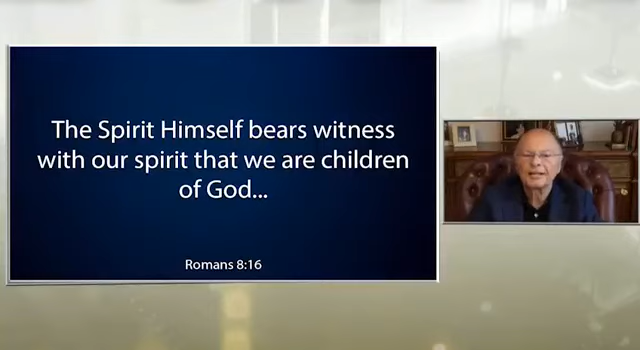 The Spirit Himself bears witness
with our spirit that we are children
of God...
Romans 8:16